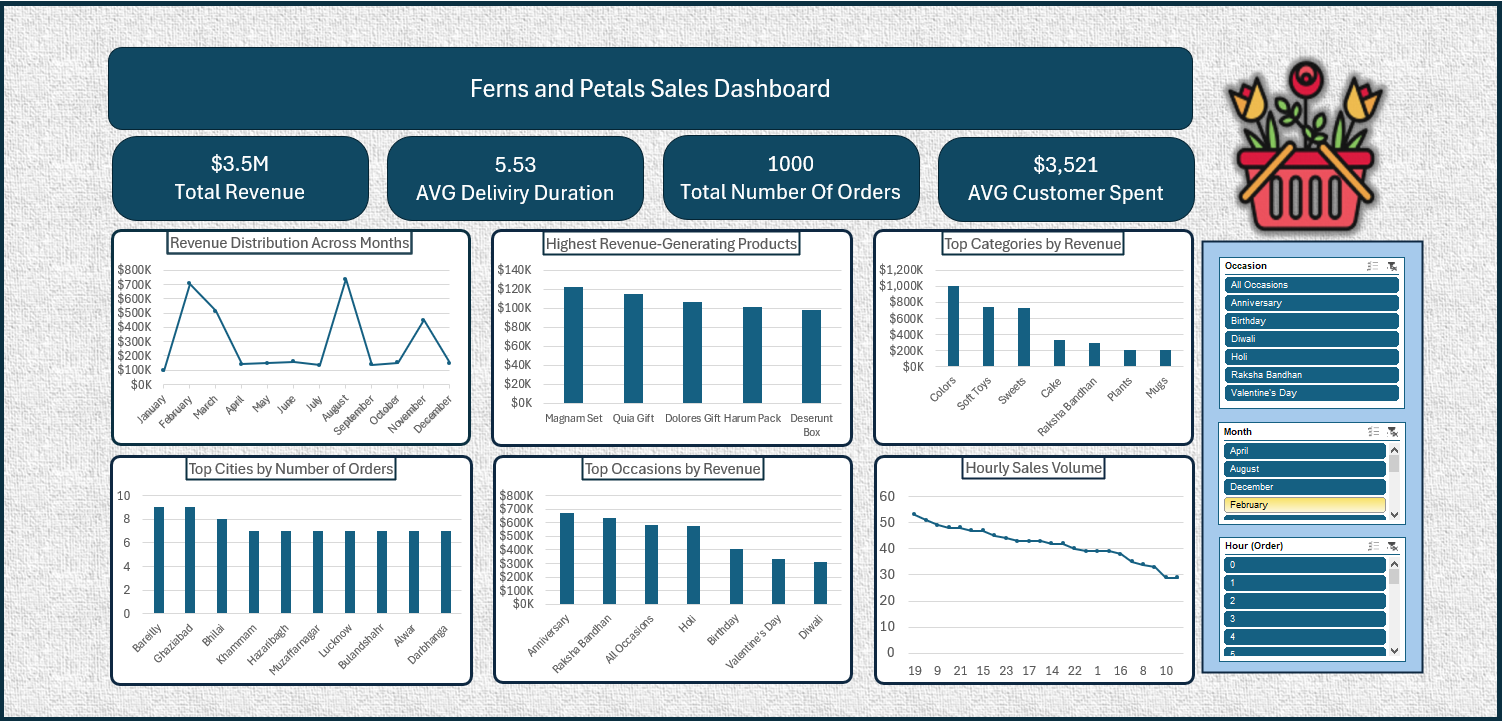 Ferns and Petals Sales Dashboard
$3.5M
Total Revenue
5.53
AVG Deliviry Duration
1000
Total Number Of Orders
$3,521
AVG Customer Spent
Revenue Distribution Across Months
$800K
$700K
$600K
$500K
$400K
$300K
$200K
$100K
$0K
January
February
March
April
May
June
July
August
September
October
November
December
Highest Revenue-Generating Products
$140K
$120K
$100K
$80K
$60K
$40K
$20K
$0K
Magnam Set
Quia Gift
Dolores Gift
Harum Pack
Deserunt
Box
Top Categories by Revenue
$1,200K
$1,000K
$800K
$600K
$400K
$200K
$0K
Colors
Soft Toys
Sweets
Cake
Raksha Bandhan
Plants
Mugs
Top Cities by Number of Orders
10
8
6
4
2
0
Bareilly
Ghaziabad
Bhilai
Khammam
Hazaribagh
Muzaffarnagar
Lucknow
Bulandshahr
Alwar
Darbhanga
Top Occasions by Revenue
$800K
$700K
$600K
$500K
$400K
$300K
$200K
$100K
$0K
Anniversary
Raksha Bandhan
All Occasions
Holi
Birthday
Valentine's Day
Diwali
Hourly Sales Volume
60
50
40
30
20
10
0
19 9 21 15 23 17 14 22 1 16 8 10
Occasion
All Occasions
Anniversary
Birthday
Diwali
Holi
Raksha Bandhan
Valentine's Day
Month
April
August
December
February
Hour (Order)
0
1
2
3
4
5